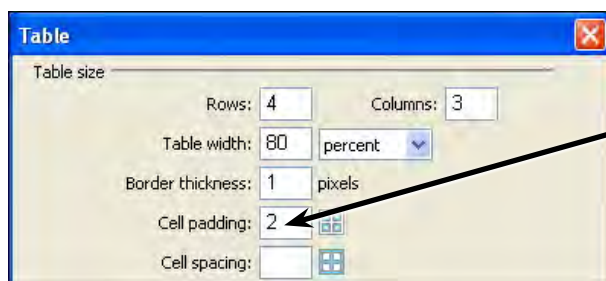 Table
Table size
Rows: 4 Columns: 3
Table width: 80 percent
Border thickness: 1 pixels
Cell padding: 2
Cell spacing: